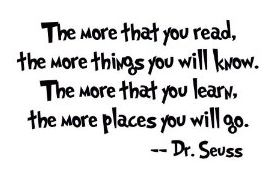 The more that you read,
the more things you will know.
The more that you learn,
the more places you will go.
-- Dr. Seuss